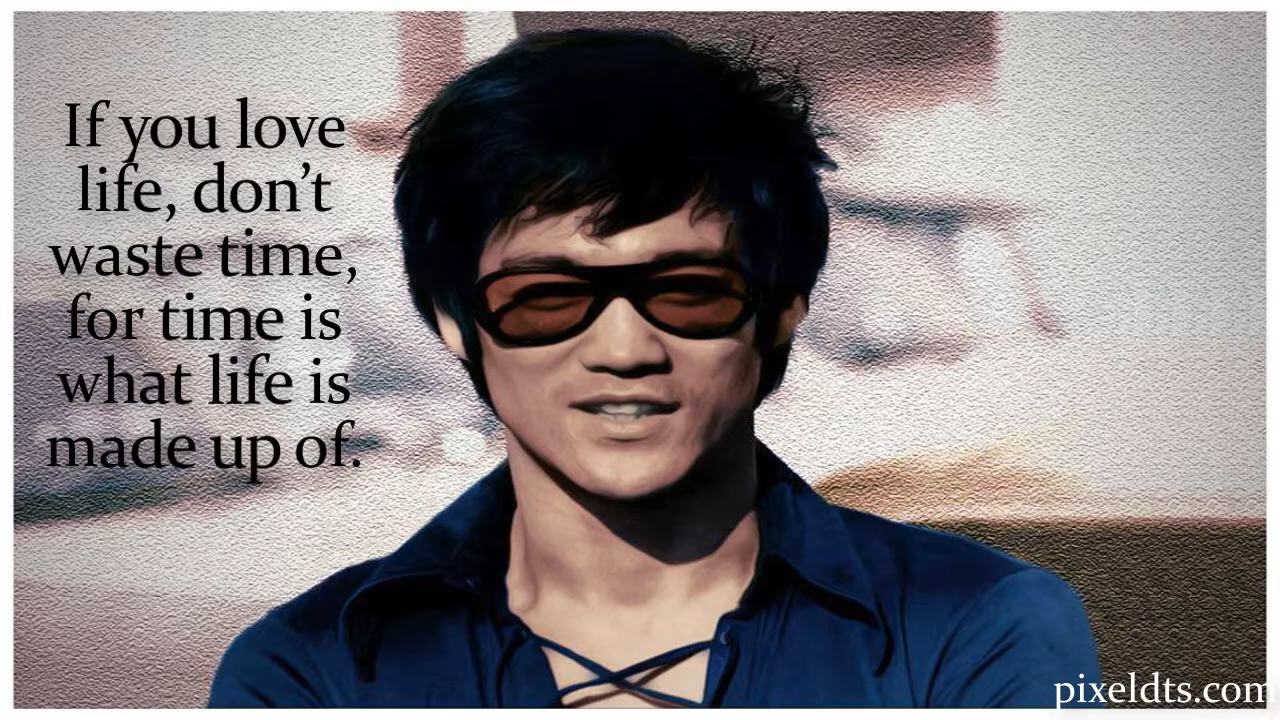 If you love
life, don’t
waste time,
for time is
what life is
made up of.
pixeldts.com